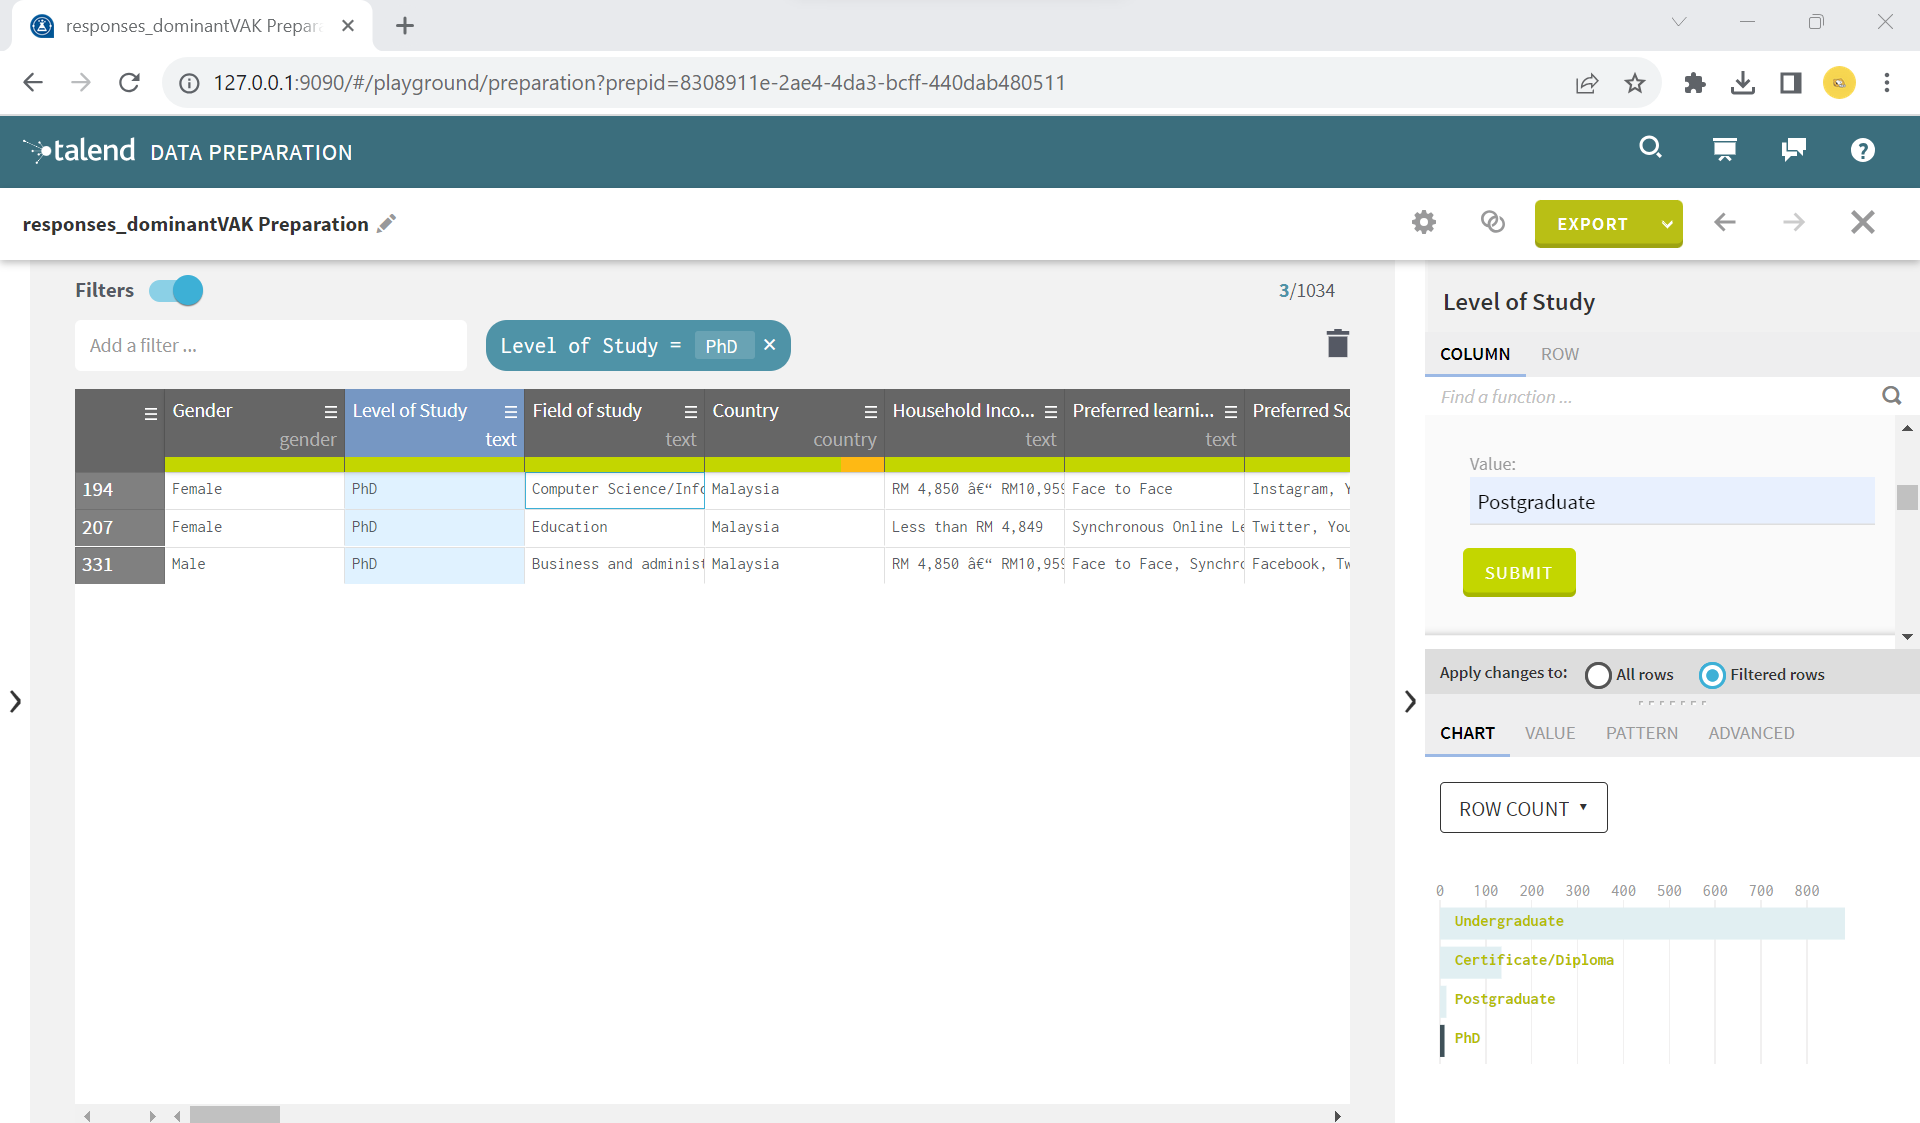 responses_dominantVAK Prepara
127.0.0.1:9090/#/playground/preparation?prepid=8308911e-2ae4-4da3-bcff-440dab480511
talend DATA PREPARATION
responses_dominantVAK Preparation
EXPORT
Filters
3/1034
Add a filter ...
Level of Study = PhD
Gender
gender
Level of Study
text
Field of study
text
Country
country
Household Inco...
text
Preferred learni...
text
Preferred Sc
194 Female PhD Computer Science/Info Malaysia RM 4,850 â€“ RM10,959 Face to Face Instagram, Y
207 Female PhD Education Malaysia Less than RM 4,849 Synchronous Online Le Twitter, You
331 Male PhD Business and administ Malaysia RM 4,850 â€“ RM10,959 Face to Face, Synchro Facebook, Tw
Level of Study
COLUMN ROW
Find a function ...
Value:
Postgraduate
SUBMIT
Apply changes to: All rows Filtered rows
CHART VALUE PATTERN ADVANCED
ROW COUNT
0 100 200 300 400 500 600 700 800
Undergraduate
Certificate/Diploma
Postgraduate
PhD